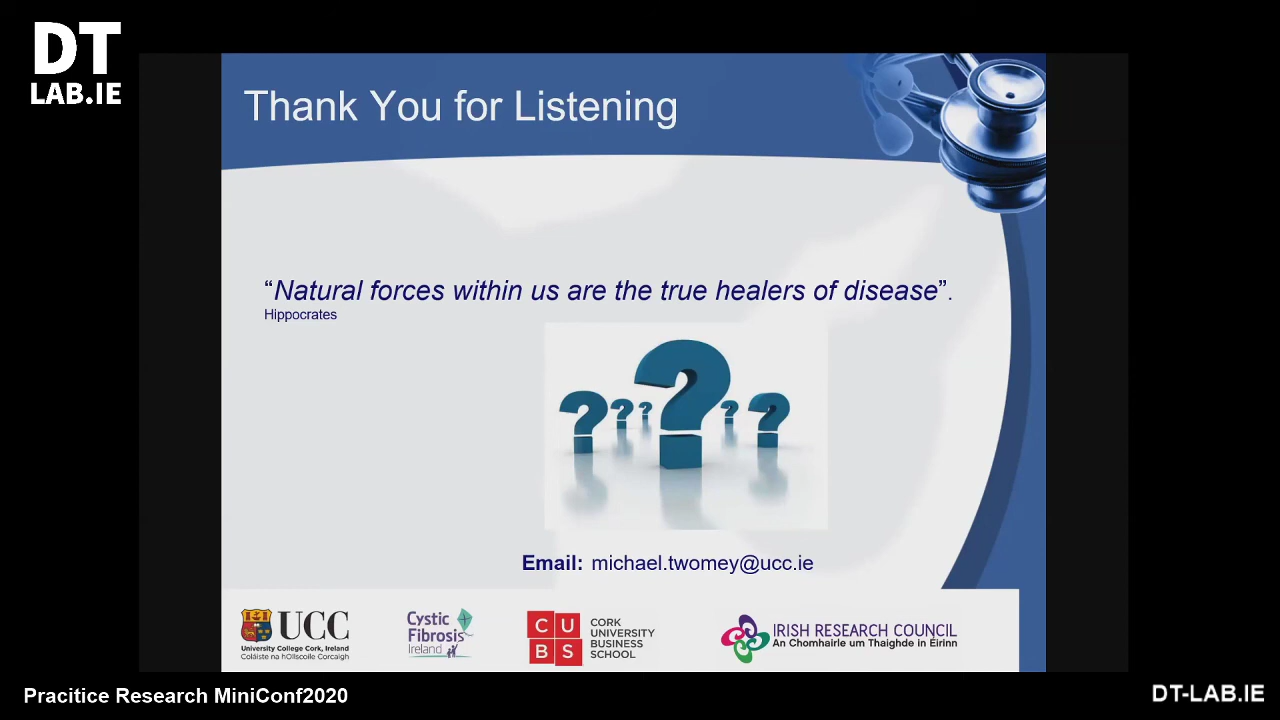 DT
LAB.IE
Thank You for Listening
“Natural forces within us are the true healers of disease”.
Hippocrates
Email: michael.twomey@ucc.ie
UCC
University College Cork, Ireland
Coláiste na hOllscoile Corcaigh
Cystic
Fibrosis
Ireland
CU
BS
CORK
UNIVERSITY
BUSINESS
SCHOOL
IRISH RESEARCH COUNCIL
An Chomhairle um Thaighde in Éirinn
Pracitice Research MiniConf2020
DT-LAB.IE